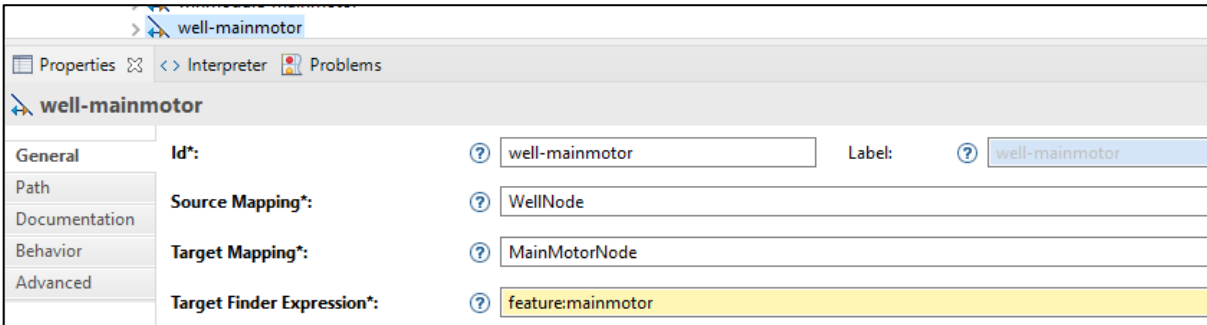 well-mainmotor
Properties Interpreter Problems
well-mainmotor
General Id*: well-mainmotor Label: well-mainmotor
Path
Source Mapping*: WellNode
Documentation
Behavior Target Mapping*: MainMotorNode
Advanced
Target Finder Expression*: feature:mainmotor